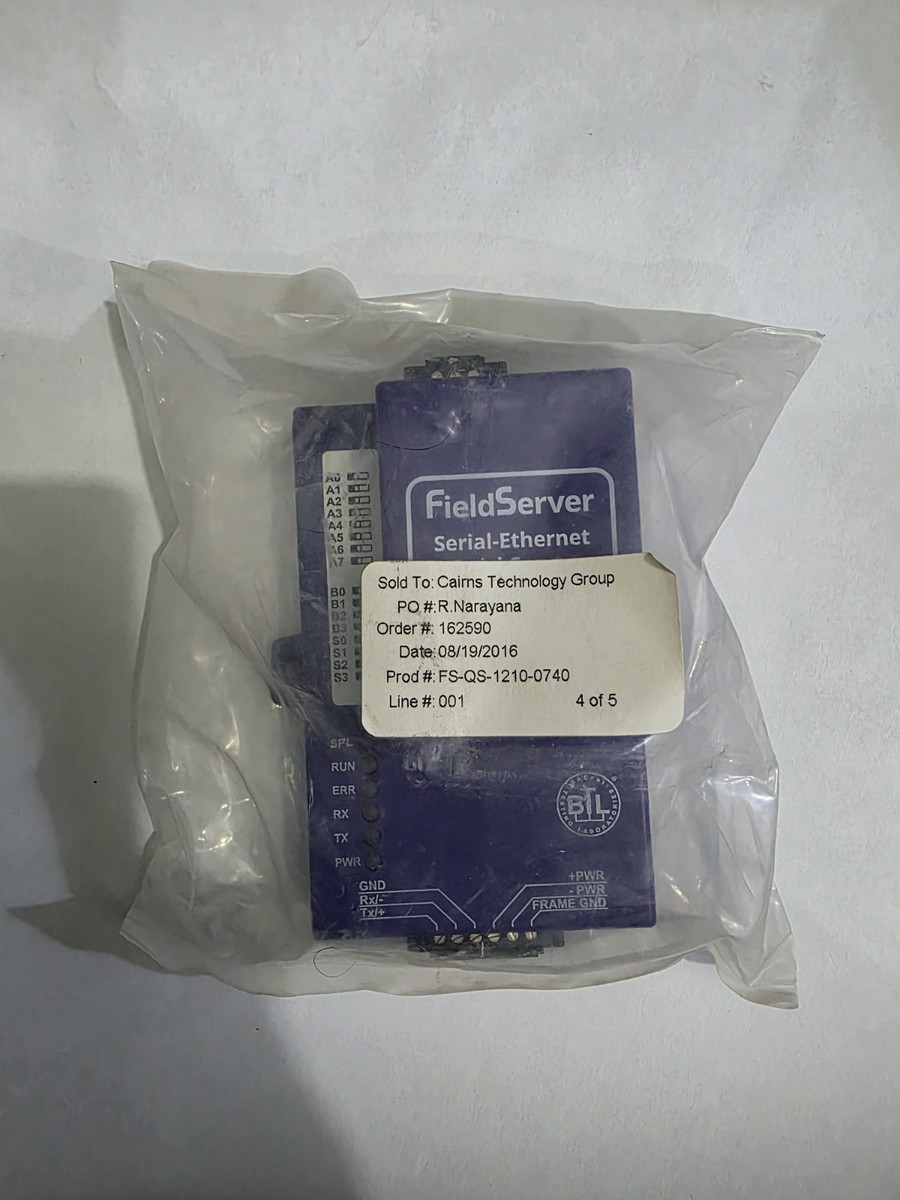 FieldServer
Serial-Ethernet
A0
A1
A2
A3
A4
A5
A6
A7
B0
B1
B2
B3
S0
S1
S2
S3
Sold To: Cairns Technology Group
PO #: R.Narayana
Order #: 162590
Date: 08/19/2016
Prod #: FS-QS-1210-0740
Line #: 001 4 of 5
SPL
RUN
ERR
RX
TX
PWR
BTL
TESTING LABORATORIES
GND
Rx/-
Tx/+
+PWR
- PWR
FRAME GND